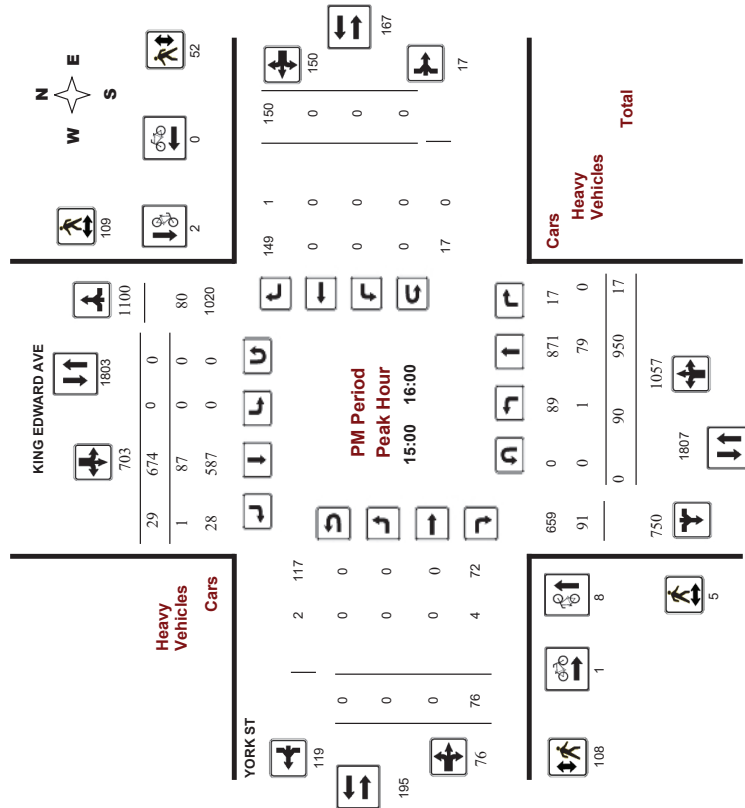 N
W E
S
52
0
109
2
KING EDWARD AVE
1803
703 1100
29 674 0 0
1 87 0 0 80
28 587 0 0 1020
Heavy
Vehicles
Cars
150 167
17
149 1 150
0 0 0
0 0 0
0 0 0
17 0
PM Period
Peak Hour
15:00 16:00
YORK ST
119 2 117
0 0 0
0 0 0
0 0 0
76 4 72
195
76
Cars
Heavy
Vehicles
Total
659 0 89 871 17
91 0 1 79 0
0 90 950 17
750 1057
1807
108
1
8
5